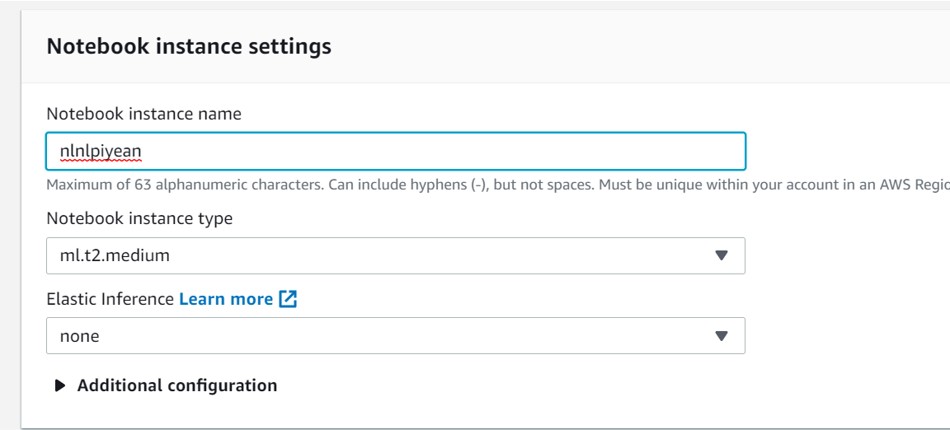 Notebook instance settings
Notebook instance name
nlnlpiyean
Maximum of 63 alphanumeric characters. Can include hyphens (-), but not spaces. Must be unique within your account in an AWS Regio
Notebook instance type
ml.t2.medium
Elastic Inference Learn more
none
Additional configuration